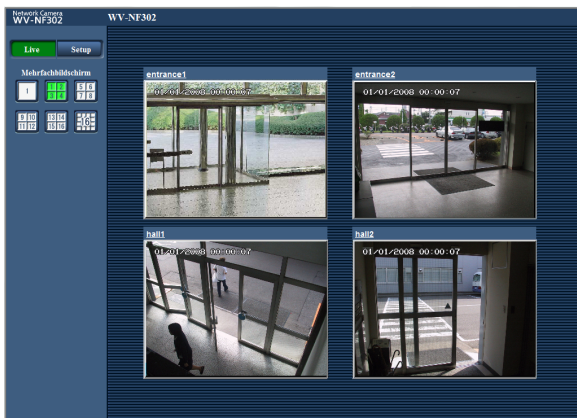 Network Camera
WV-NF302
WV-NF302
Live
Setup
Mehrfachbildschirm
1
1 2
3 4
5 6
7 8
9 10
11 12
13 14
15 16
16
entrance1
01/01/2008 00:00:07
entrance2
01/01/2008 00:00:07
hall1
01/01/2008 00:00:07
hall2
01/01/2008 00:00:07